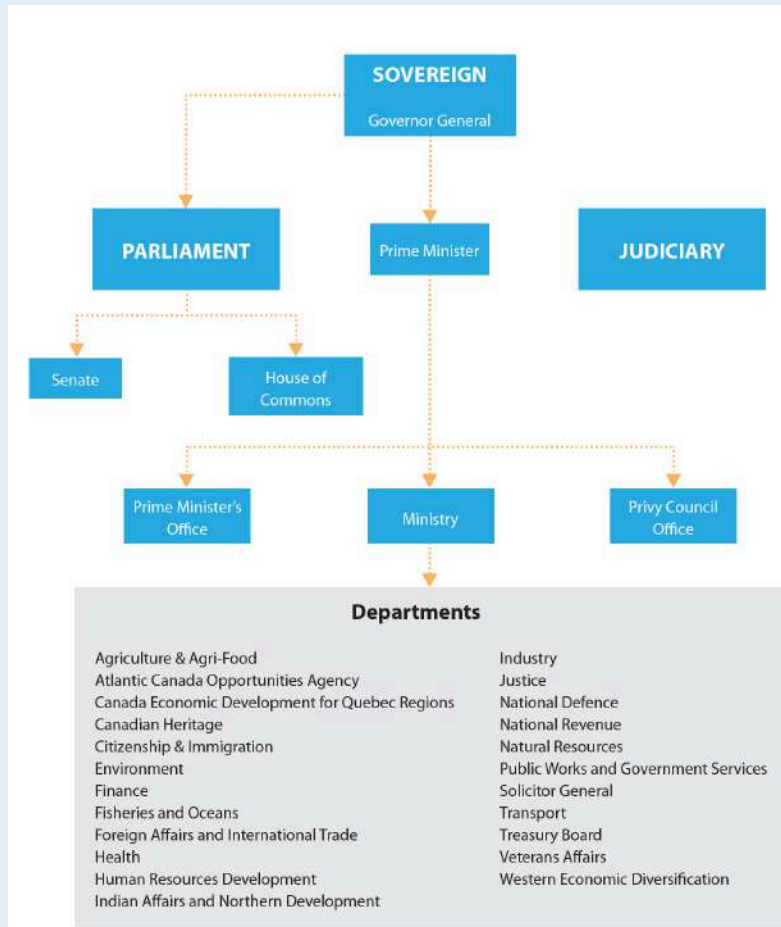 SOVEREIGN
Governor General
PARLIAMENT
Prime Minister
JUDICIARY
Senate
House of
Commons
Prime Minister's
Office
Ministry
Privy Council
Office
Departments
Agriculture & Agri-Food
Atlantic Canada Opportunities Agency
Canada Economic Development for Quebec Regions
Canadian Heritage
Citizenship & Immigration
Environment
Finance
Fisheries and Oceans
Foreign Affairs and International Trade
Health
Human Resources Development
Indian Affairs and Northern Development
Industry
Justice
National Defence
National Revenue
Natural Resources
Public Works and Government Services
Solicitor General
Transport
Treasury Board
Veterans Affairs
Western Economic Diversification